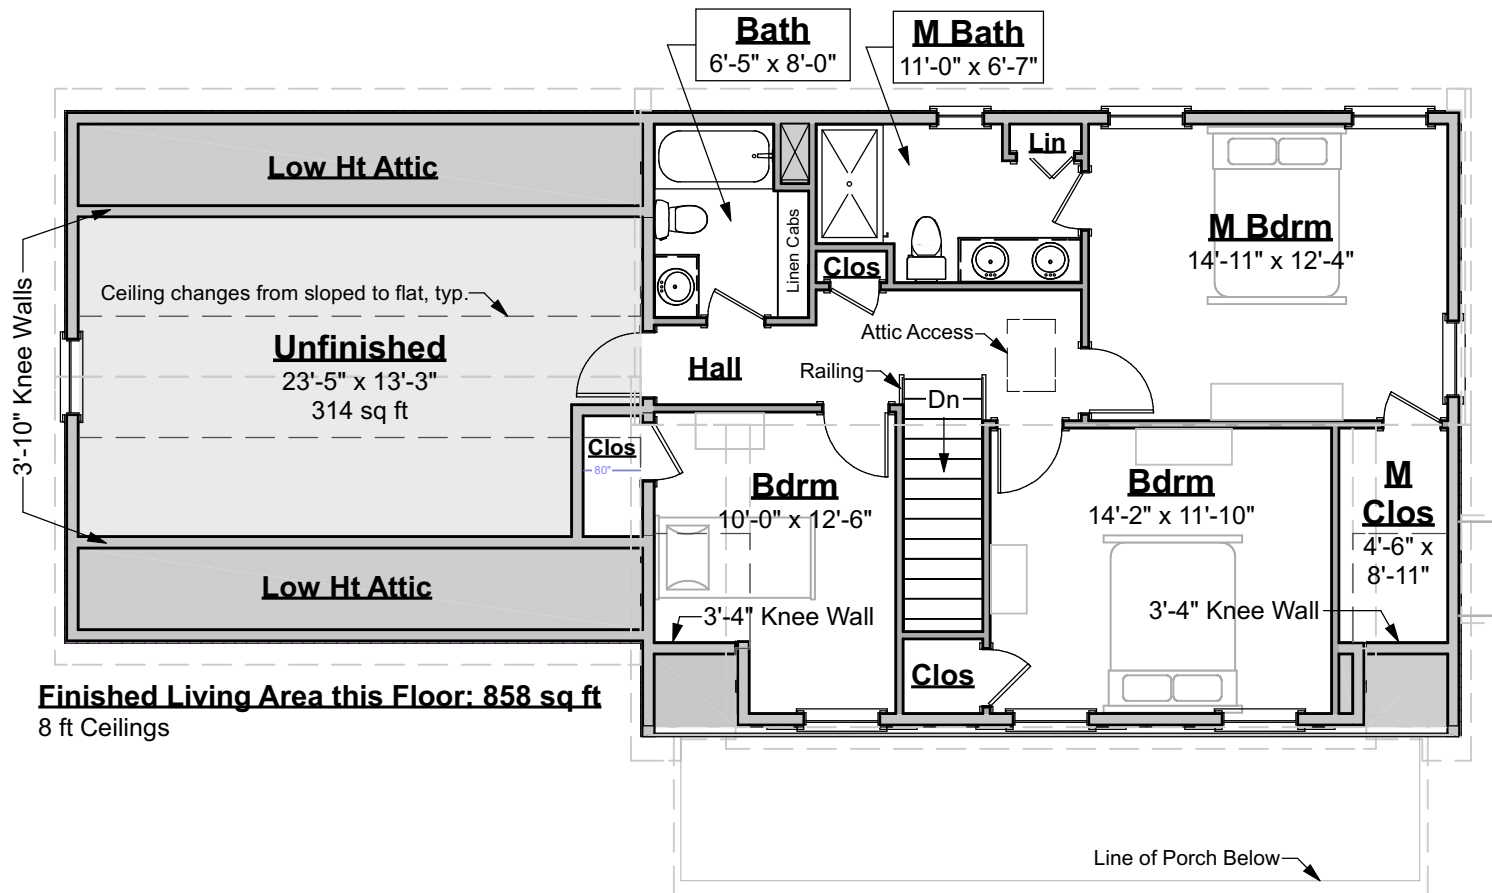 Bath
6'-5" x 8'-0"
M Bath
11'-0" x 6'-7"
Low Ht Attic
Lin
M Bdrm
14'-11" x 12'-4"
Linen Cabs
Clos
3'-10" Knee Walls
Ceiling changes from sloped to flat, typ.
Unfinished
23'-5" x 13'-3"
314 sq ft
Attic Access
Hall
Railing
Dn
Clos
80"
Bdrm
10'-0" x 12'-6"
Bdrm
14'-2" x 11'-10"
M
Clos
4'-6" x
8'-11"
Low Ht Attic
3'-4" Knee Wall
3'-4" Knee Wall
Clos
Finished Living Area this Floor: 858 sq ft
8 ft Ceilings
Line of Porch Below